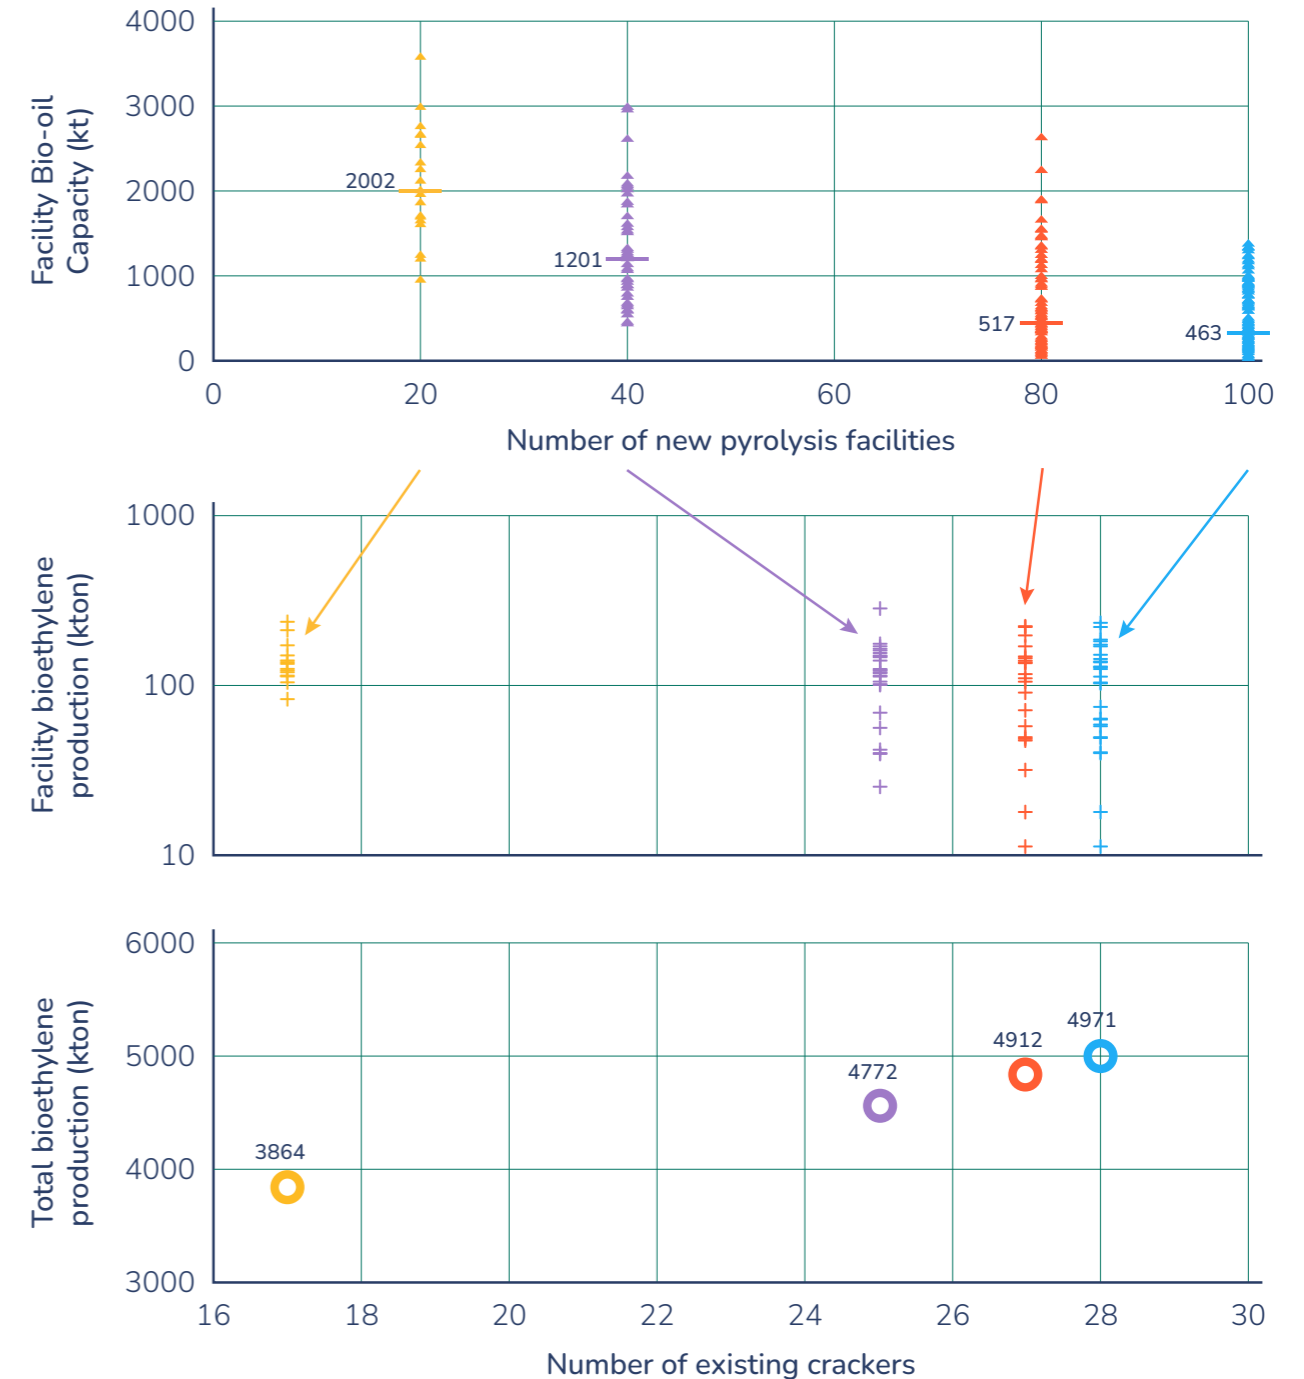 Facility Bio-oil
Capacity (kt)
4000
3000
2000
1000
0
2002
1201
517
463
0 20 40 60 80 100
Number of new pyrolysis facilities
Facility bioethylene
production (kton)
1000
100
10
Total bioethylene
production (kton)
6000
5000
4000
3000
3864
4772
4912
4971
16 18 20 22 24 26 28 30
Number of existing crackers